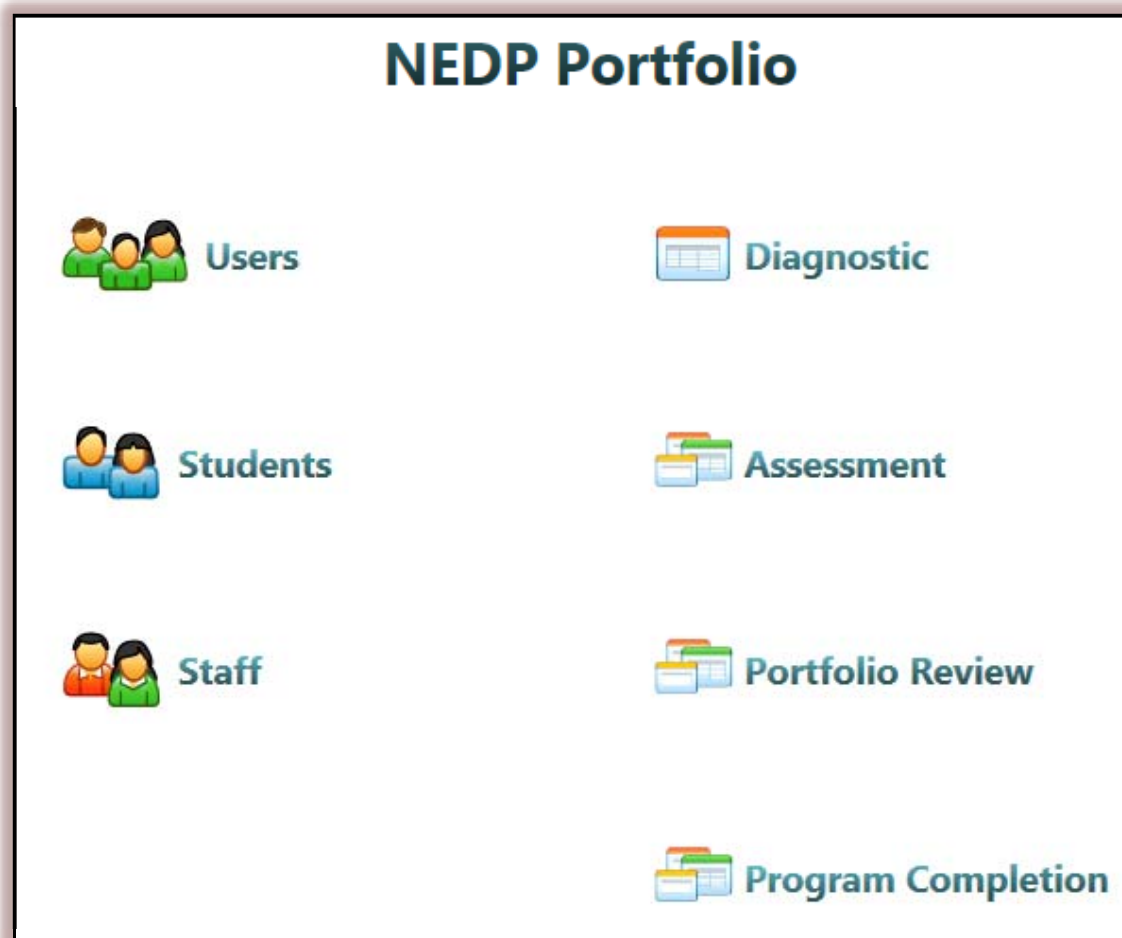 NEDP Portfolio
Users
Diagnostic
Students
Assessment
Staff
Portfolio Review
Program Completion